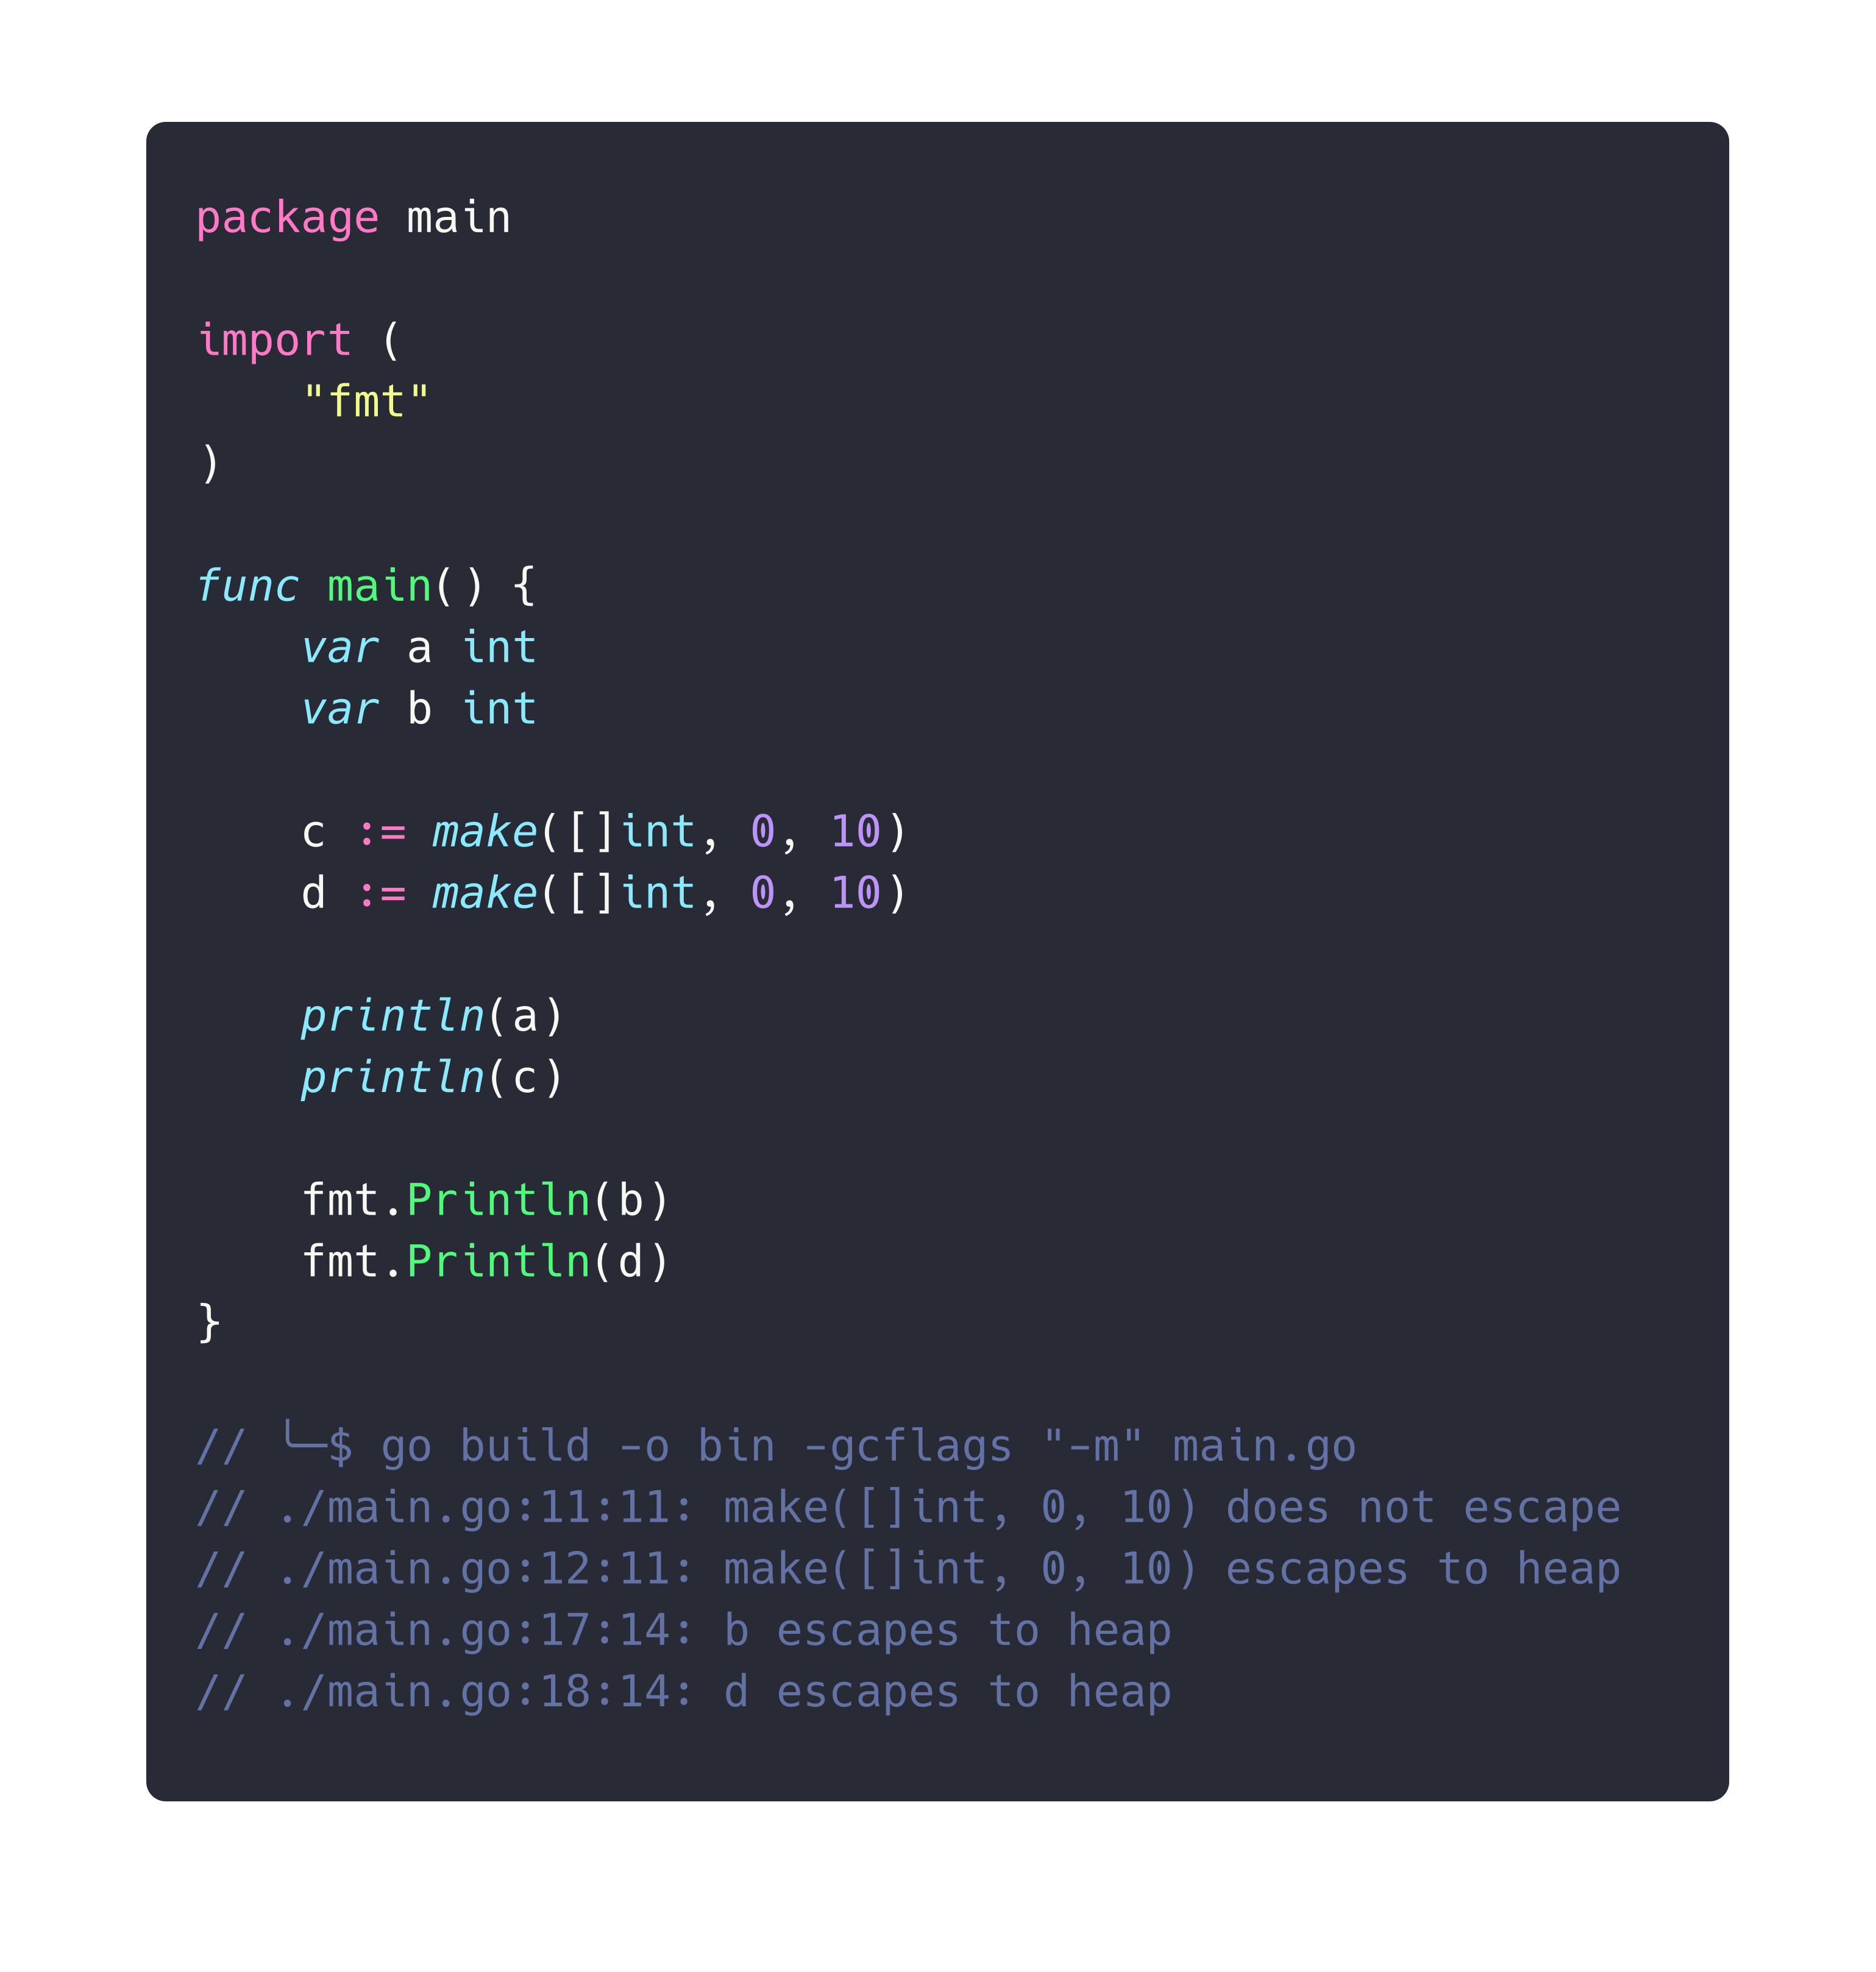 package main
import (
    "fmt"
)
func main() {
    var a int
    var b int
    c := make([]int, 0, 10)
    d := make([]int, 0, 10)
    println(a)
    println(c)
    fmt.Println(b)
    fmt.Println(d)
}
// ╰─$ go build -o bin -gcflags "-m" main.go
// ./main.go:11:11: make([]int, 0, 10) does not escape
// ./main.go:12:11: make([]int, 0, 10) escapes to heap
// ./main.go:17:14: b escapes to heap
// ./main.go:18:14: d escapes to heap